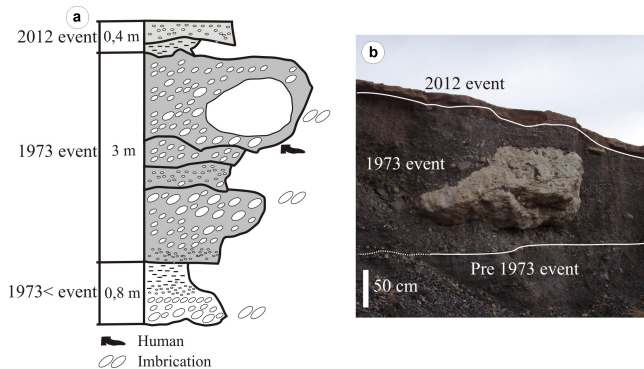 a
2012 event 0,4 m
1973 event 3 m
1973< event 0,8 m
Human
Imbrication
b
2012 event
1973 event
Pre 1973 event
50 cm